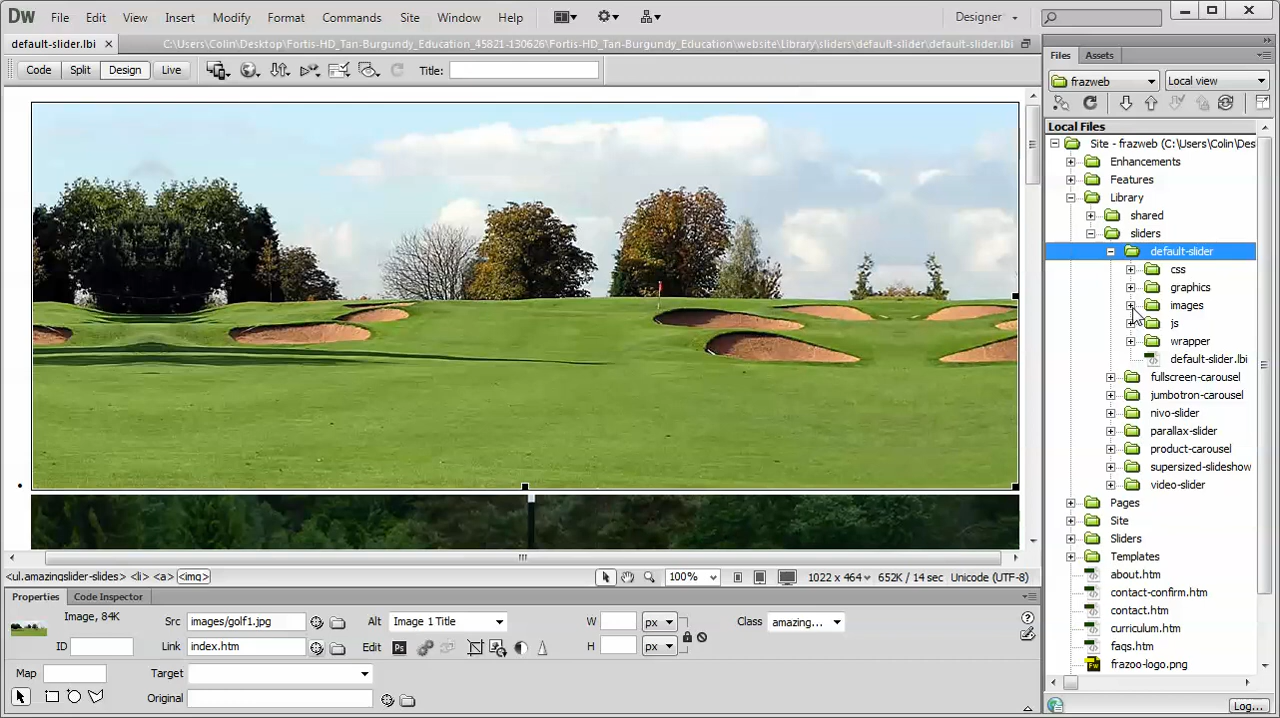 DW File Edit View Insert Modify Format Commands Site Window Help Designer
default-slider.lbi C:\Users\Colin\Desktop\Fortis-HD_Tan-Burgundy_Education_45821-130626\Fortis-HD_Tan-Burgundy_Education\website\Library\sliders\default-slider\default-slider.lbi
Code Split Design Live Title:
Files Assets
frazweb Local view
Local Files
Site - frazweb (C:\Users\Colin\Des
Enhancements
Features
Library
shared
sliders
default-slider
css
graphics
images
js
wrapper
default-slider.lbi
fullscreen-carousel
jumbotron-carousel
nivo-slider
parallax-slider
product-carousel
supersized-slideshow
video-slider
Pages
Site
Sliders
Templates
about.htm
contact-confirm.htm
contact.htm
curriculum.htm
faqs.htm
frazoo-logo.png
Log...
<ul.amazingslider-slides> <li> <a> <img> 100% 1022 x 464 652K / 14 sec Unicode (UTF-8)
Properties Code Inspector
Image, 84K Src images/golf1.jpg Alt Image 1 Title W px Class amazing...
ID Link index.htm Edit Ps H px
Map Target
Original